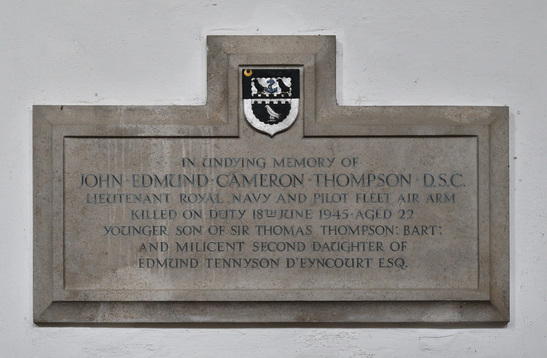 IN UNDYING MEMORY OF
JOHN·EDMUND·CAMERON·THOMPSON·D.S.C.
LIEUTENANT ROYAL NAVY AND PILOT FLEET AIR ARM
KILLED ON DUTY 18TH JUNE 1945·AGED 22
YOUNGER SON OF SIR THOMAS THOMPSON: BART:
AND MILICENT SECOND DAUGHTER OF
EDMUND TENNYSON D'EYNCOURT ESQ.